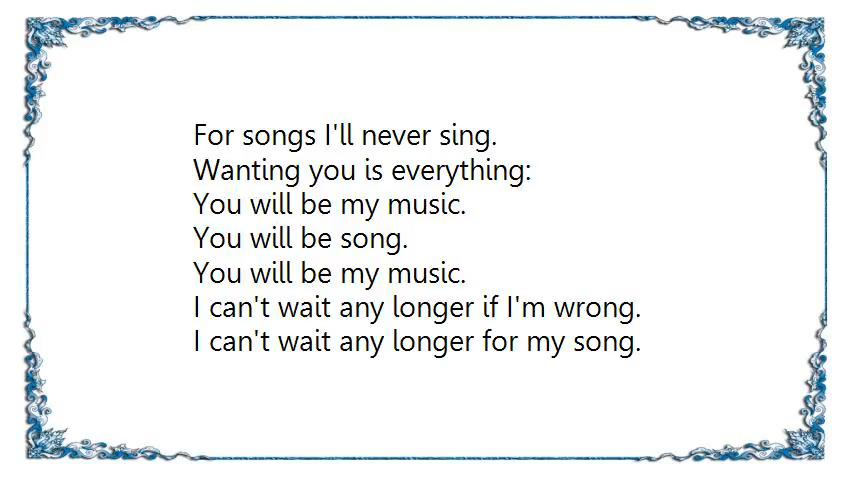 For songs I'll never sing.
Wanting you is everything:
You will be my music.
You will be song.
You will be my music.
I can't wait any longer if I'm wrong.
I can't wait any longer for my song.